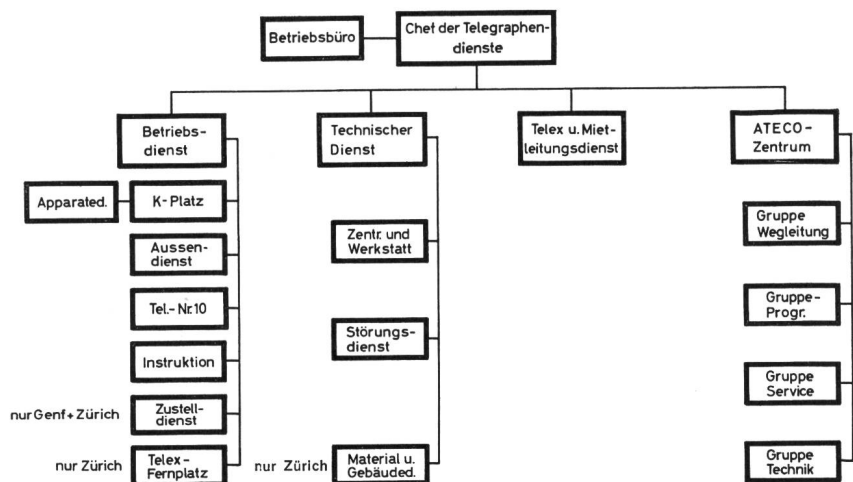 Betriebsbüro
Chef der Telegraphen-
dienste
Betriebs-
dienst
Technischer
Dienst
Telex u. Miet-
leitungsdienst
ATECO-
Zentrum
Apparated.
K-Platz
Aussen-
dienst
Tel.-Nr.10
Instruktion
nur Genf + Zürich
Zustell-
dienst
nur Zürich
Telex-
Fernplatz
Zentr. und
Werkstatt
Störungs-
dienst
nur Zürich
Material u.
Gebäuded.
Gruppe
Wegleitung
Gruppe-
Progr.
Gruppe
Service
Gruppe
Technik